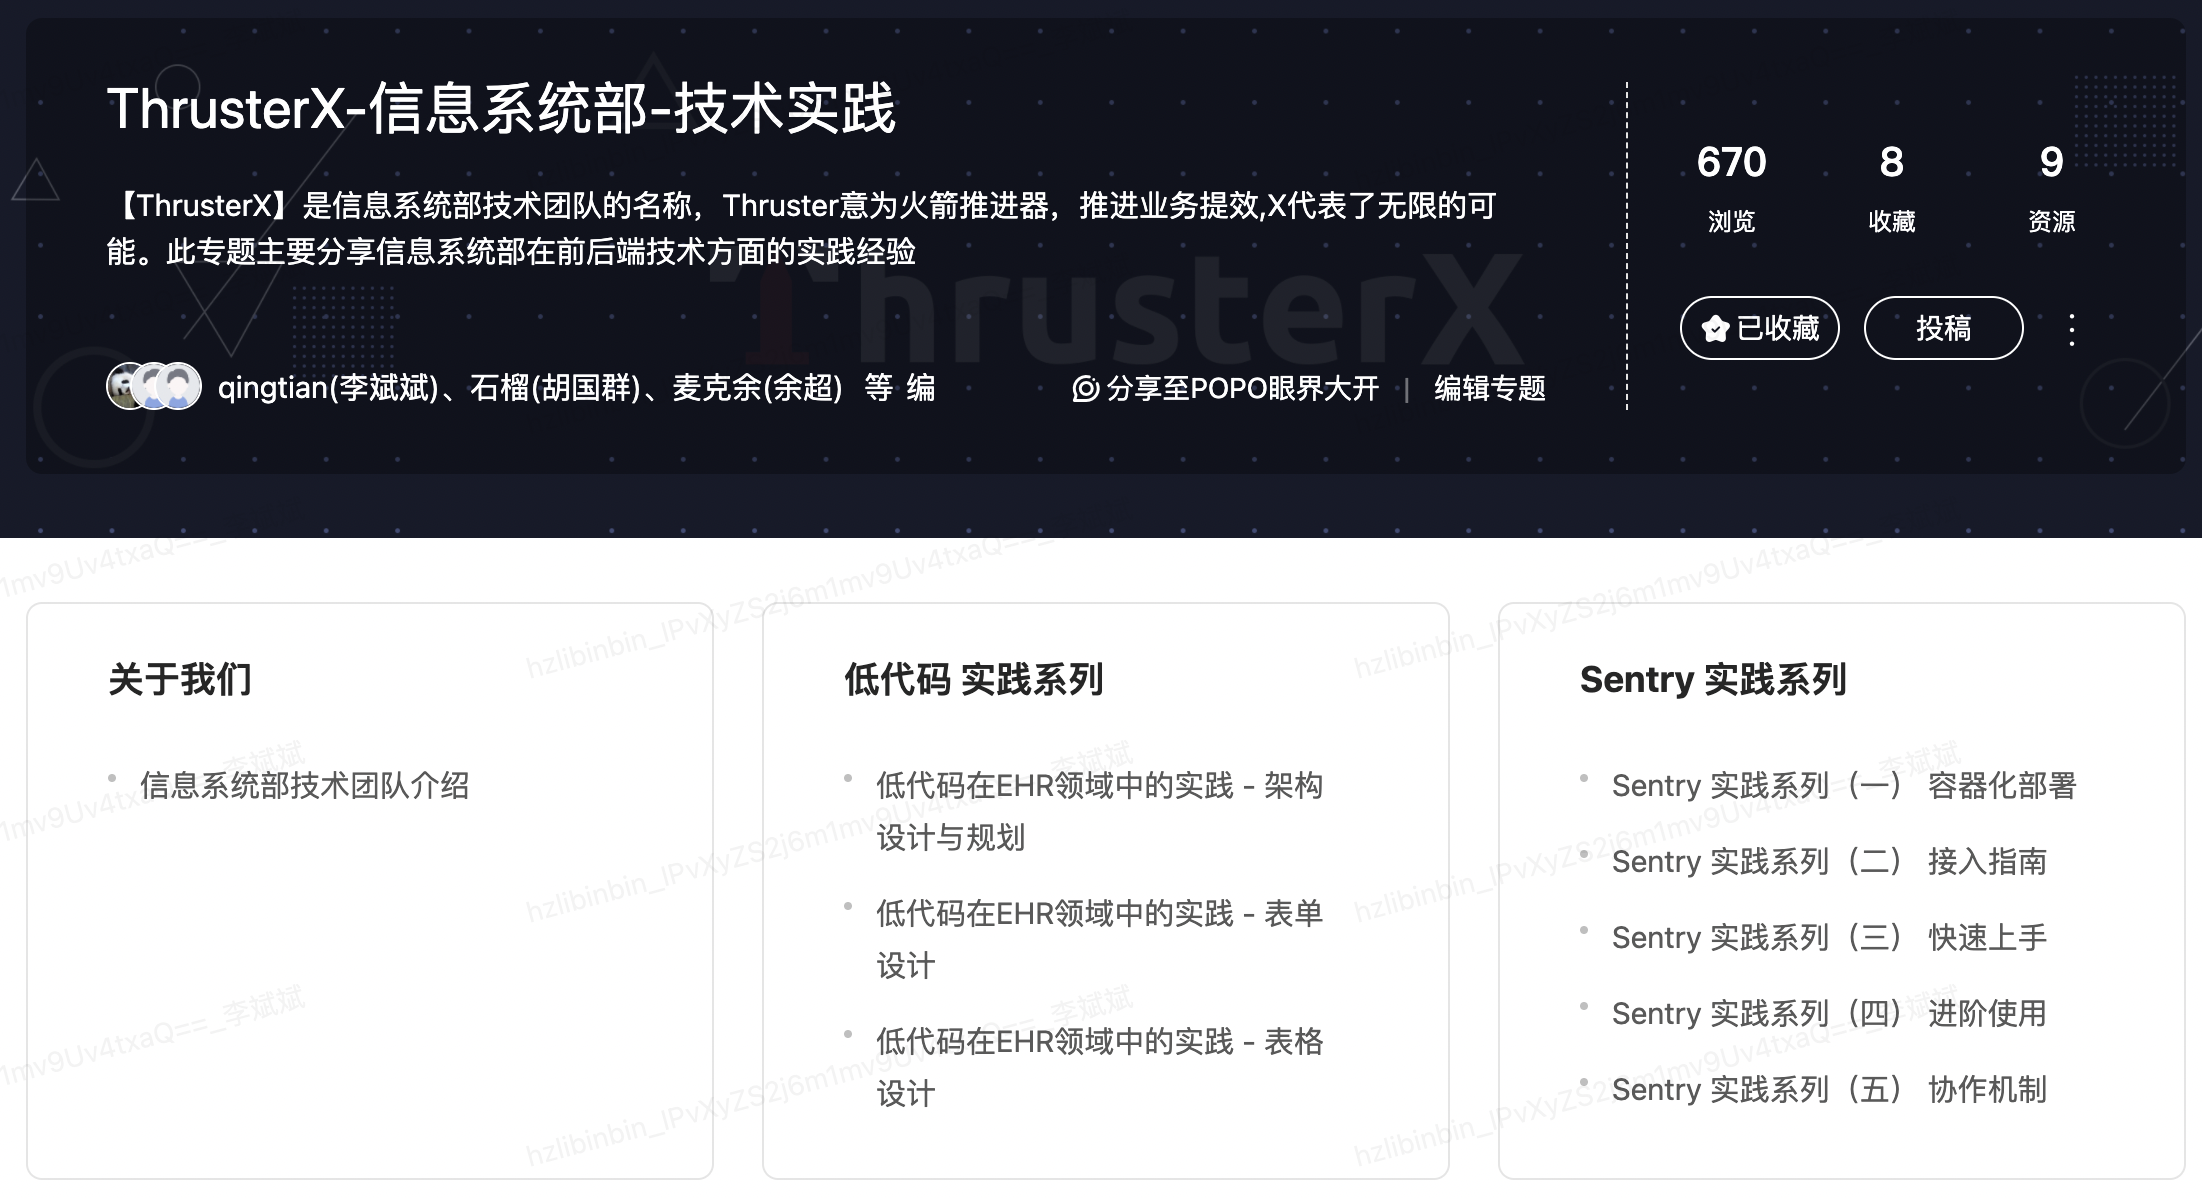 ThrusterX-信息系统部-技术实践
【ThrusterX】是信息系统部技术团队的名称，Thruster意为火箭推进器，推进业务提效,X代表了无限的可
能。此专题主要分享信息系统部在前后端技术方面的实践经验
ThrusterX
qingtian(李斌斌)、石榴(胡国群)、麦克余(余超) 等 编
分享至POPO眼界大开 | 编辑专题
670 8 9
浏览 收藏 资源
已收藏 投稿
关于我们
信息系统部技术团队介绍
低代码 实践系列
低代码在EHR领域中的实践 - 架构
设计与规划
低代码在EHR领域中的实践 - 表单
设计
低代码在EHR领域中的实践 - 表格
设计
Sentry 实践系列
Sentry 实践系列（一） 容器化部署
Sentry 实践系列（二） 接入指南
Sentry 实践系列（三） 快速上手
Sentry 实践系列（四） 进阶使用
Sentry 实践系列（五） 协作机制